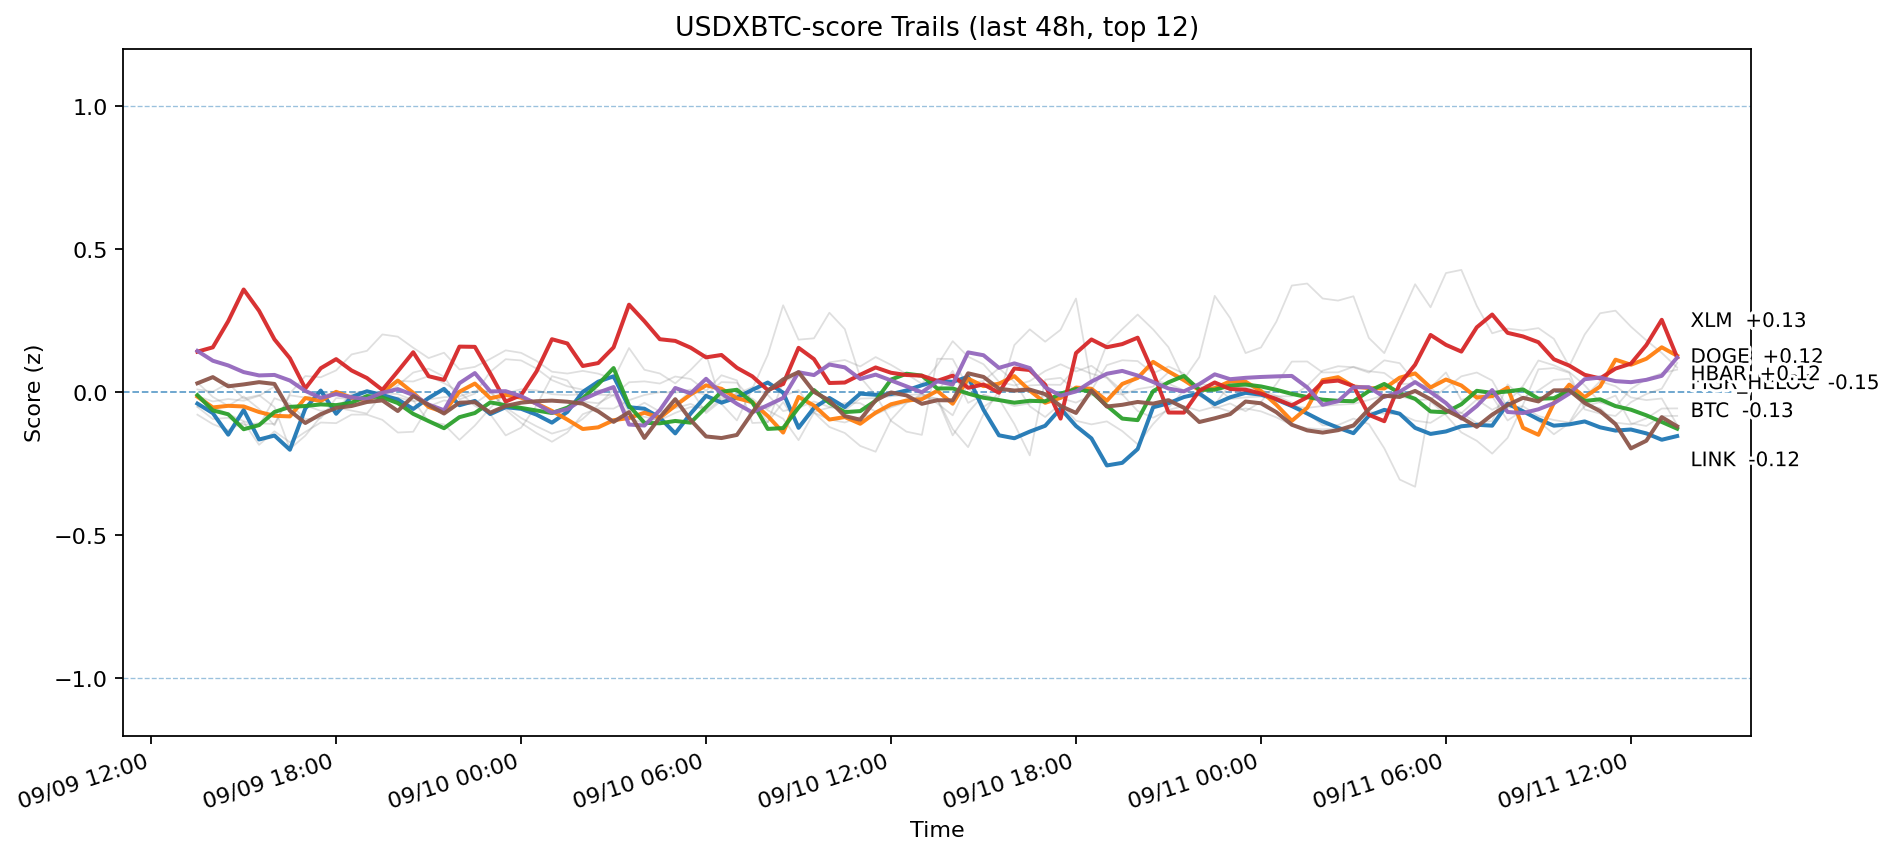 USDXBTC-score Trails (last 48h, top 12)
Score (z)
1.0
0.5
0.0
−0.5
−1.0
XLM +0.13
DOGE +0.12
HBAR +0.12
-0.15
BTC -0.13
LINK -0.12
09/09 12:00
09/09 18:00
09/10 00:00
09/10 06:00
09/10 12:00
09/10 18:00
09/11 00:00
09/11 06:00
09/11 12:00
Time